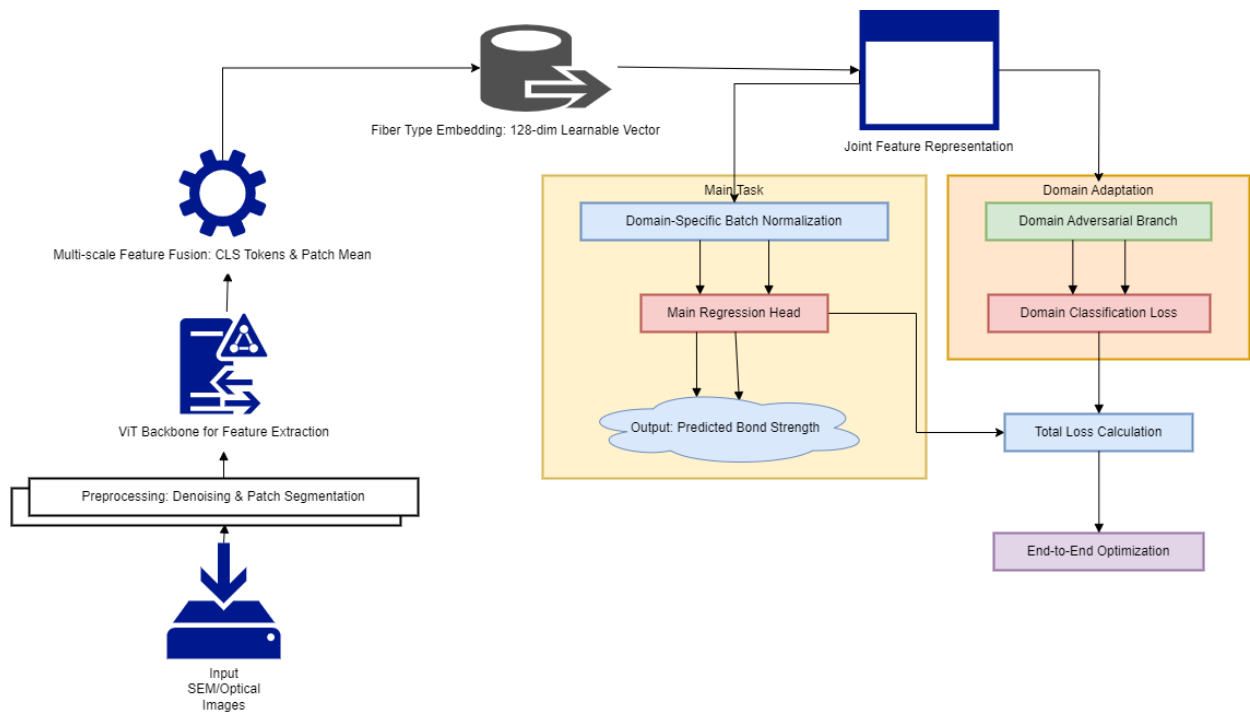 Fiber Type Embedding: 128-dim Learnable Vector
Joint Feature Representation
Main Task
Domain Adaptation
Domain-Specific Batch Normalization
Domain Adversarial Branch
Multi-scale Feature Fusion: CLS Tokens & Patch Mean
Main Regression Head
Domain Classification Loss
ViT Backbone for Feature Extraction
Output: Predicted Bond Strength
Total Loss Calculation
Preprocessing: Denoising & Patch Segmentation
End-to-End Optimization
Input
SEM/Optical
Images